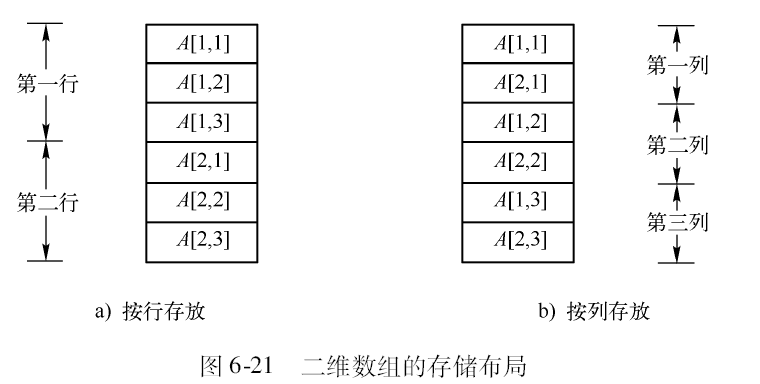 第一行
第二行
A[1,1]
A[1,2]
A[1,3]
A[2,1]
A[2,2]
A[2,3]
a) 按行存放
A[1,1]
A[2,1]
A[1,2]
A[2,2]
A[1,3]
A[2,3]
第一列
第二列
第三列
b) 按列存放
图 6-21 二维数组的存储布局